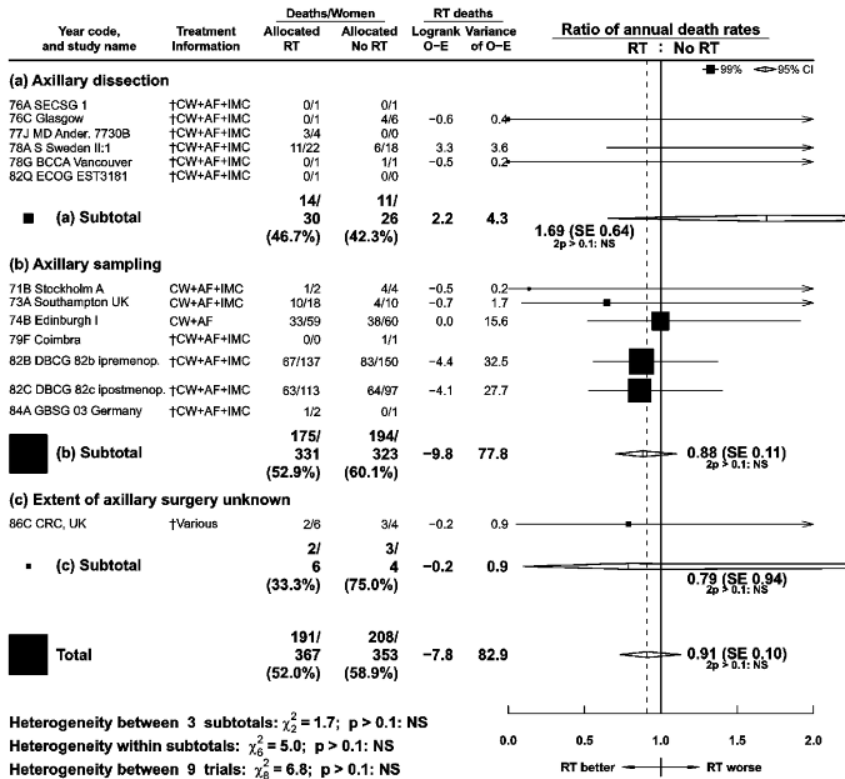 Deaths/Women RT deaths
Year code, Treatment Allocated Allocated Logrank Variance Ratio of annual death rates
and study name Information RT No RT O–E of O–E RT : No RT
99% 95% CI
(a) Axillary dissection
76A SECSG 1 †CW+AF+IMC 0/1 0/1
76C Glasgow †CW+AF+IMC 0/1 4/6 −0.6 0.4
77J MD Ander. 7730B †CW+AF+IMC 3/4 0/0
78A S Sweden II:1 †CW+AF+IMC 11/22 6/18 3.3 3.6
78G BCCA Vancouver †CW+AF+IMC 0/1 1/1 −0.5 0.2
82Q ECOG EST3181 †CW+AF+IMC 0/1 0/0
14/ 11/
(a) Subtotal 30 26 2.2 4.3
(46.7%) (42.3%) 1.69 (SE 0.64)
2p > 0.1: NS
(b) Axillary sampling
71B Stockholm A CW+AF+IMC 1/2 4/4 −0.5 0.2
73A Southampton UK CW+AF+IMC 10/18 4/10 −0.7 1.7
74B Edinburgh I CW+AF 33/59 38/60 0.0 15.6
79F Coimbra †CW+AF+IMC 0/0 1/1
82B DBCG 82b ipremenop. †CW+AF+IMC 67/137 83/150 −4.4 32.5
82C DBCG 82c ipostmenop. †CW+AF+IMC 63/113 64/97 −4.1 27.7
84A GBSG 03 Germany †CW+AF+IMC 1/2 0/1
175/ 194/
(b) Subtotal 331 323 −9.8 77.8 0.88 (SE 0.11)
(52.9%) (60.1%) 2p > 0.1: NS
(c) Extent of axillary surgery unknown
86C CRC, UK †Various 2/6 3/4 −0.2 0.9
2/ 3/
(c) Subtotal 6 4 −0.2 0.9
(33.3%) (75.0%) 0.79 (SE 0.94)
2p > 0.1: NS
191/ 208/
Total 367 353 −7.8 82.9 0.91 (SE 0.10)
(52.0%) (58.9%) 2p > 0.1: NS
Heterogeneity between 3 subtotals: χ²₂ = 1.7; p > 0.1: NS
0.0 0.5 1.0 1.5 2.0
Heterogeneity within subtotals: χ²₆ = 5.0; p > 0.1: NS
Heterogeneity between 9 trials: χ²₈ = 6.8; p > 0.1: NS
RT better RT worse